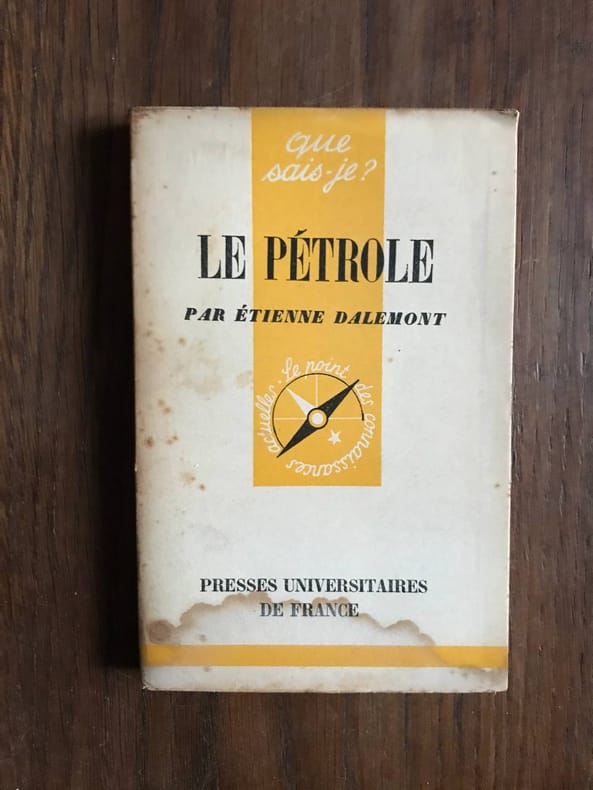 que
sais-je?
LE PÉTROLE
PAR ÉTIENNE DALEMONT
Le point des connaissances actuelles.
PRESSES UNIVERSITAIRES
DE FRANCE